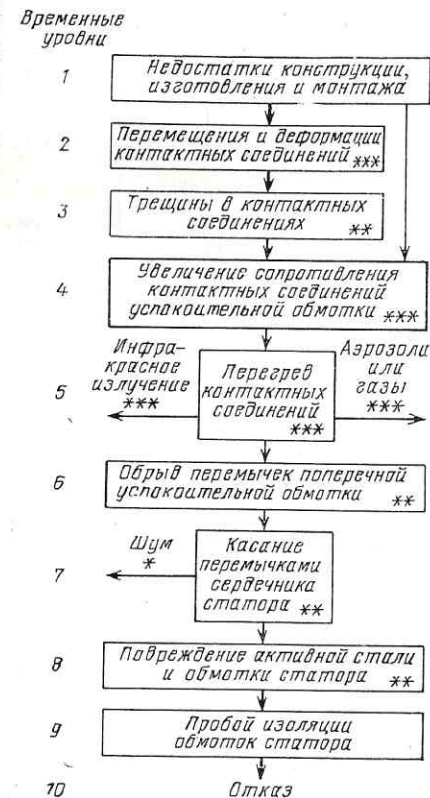 Временные
уровни
1
Недостатки конструкции,
изготовления и монтажа
2
Перемещения и деформации
контактных соединений ***
3
Трещины в контактных
соединениях **
4
Увеличение сопротивления
контактных соединений
успокоительной обмотки ***
5
Инфра-
красное
излучение
***
Перегрев
контактных
соединений
***
Аэрозоли
или
газы
***
6
Обрыв перемычек поперечной
успокоительной обмотки **
7
Шум
*
Касание
перемычками
сердечника
статора **
8
Подреждение активной стали
и обмотки статора **
9
Пробой изоляции
обмоток статора
10
Отказ